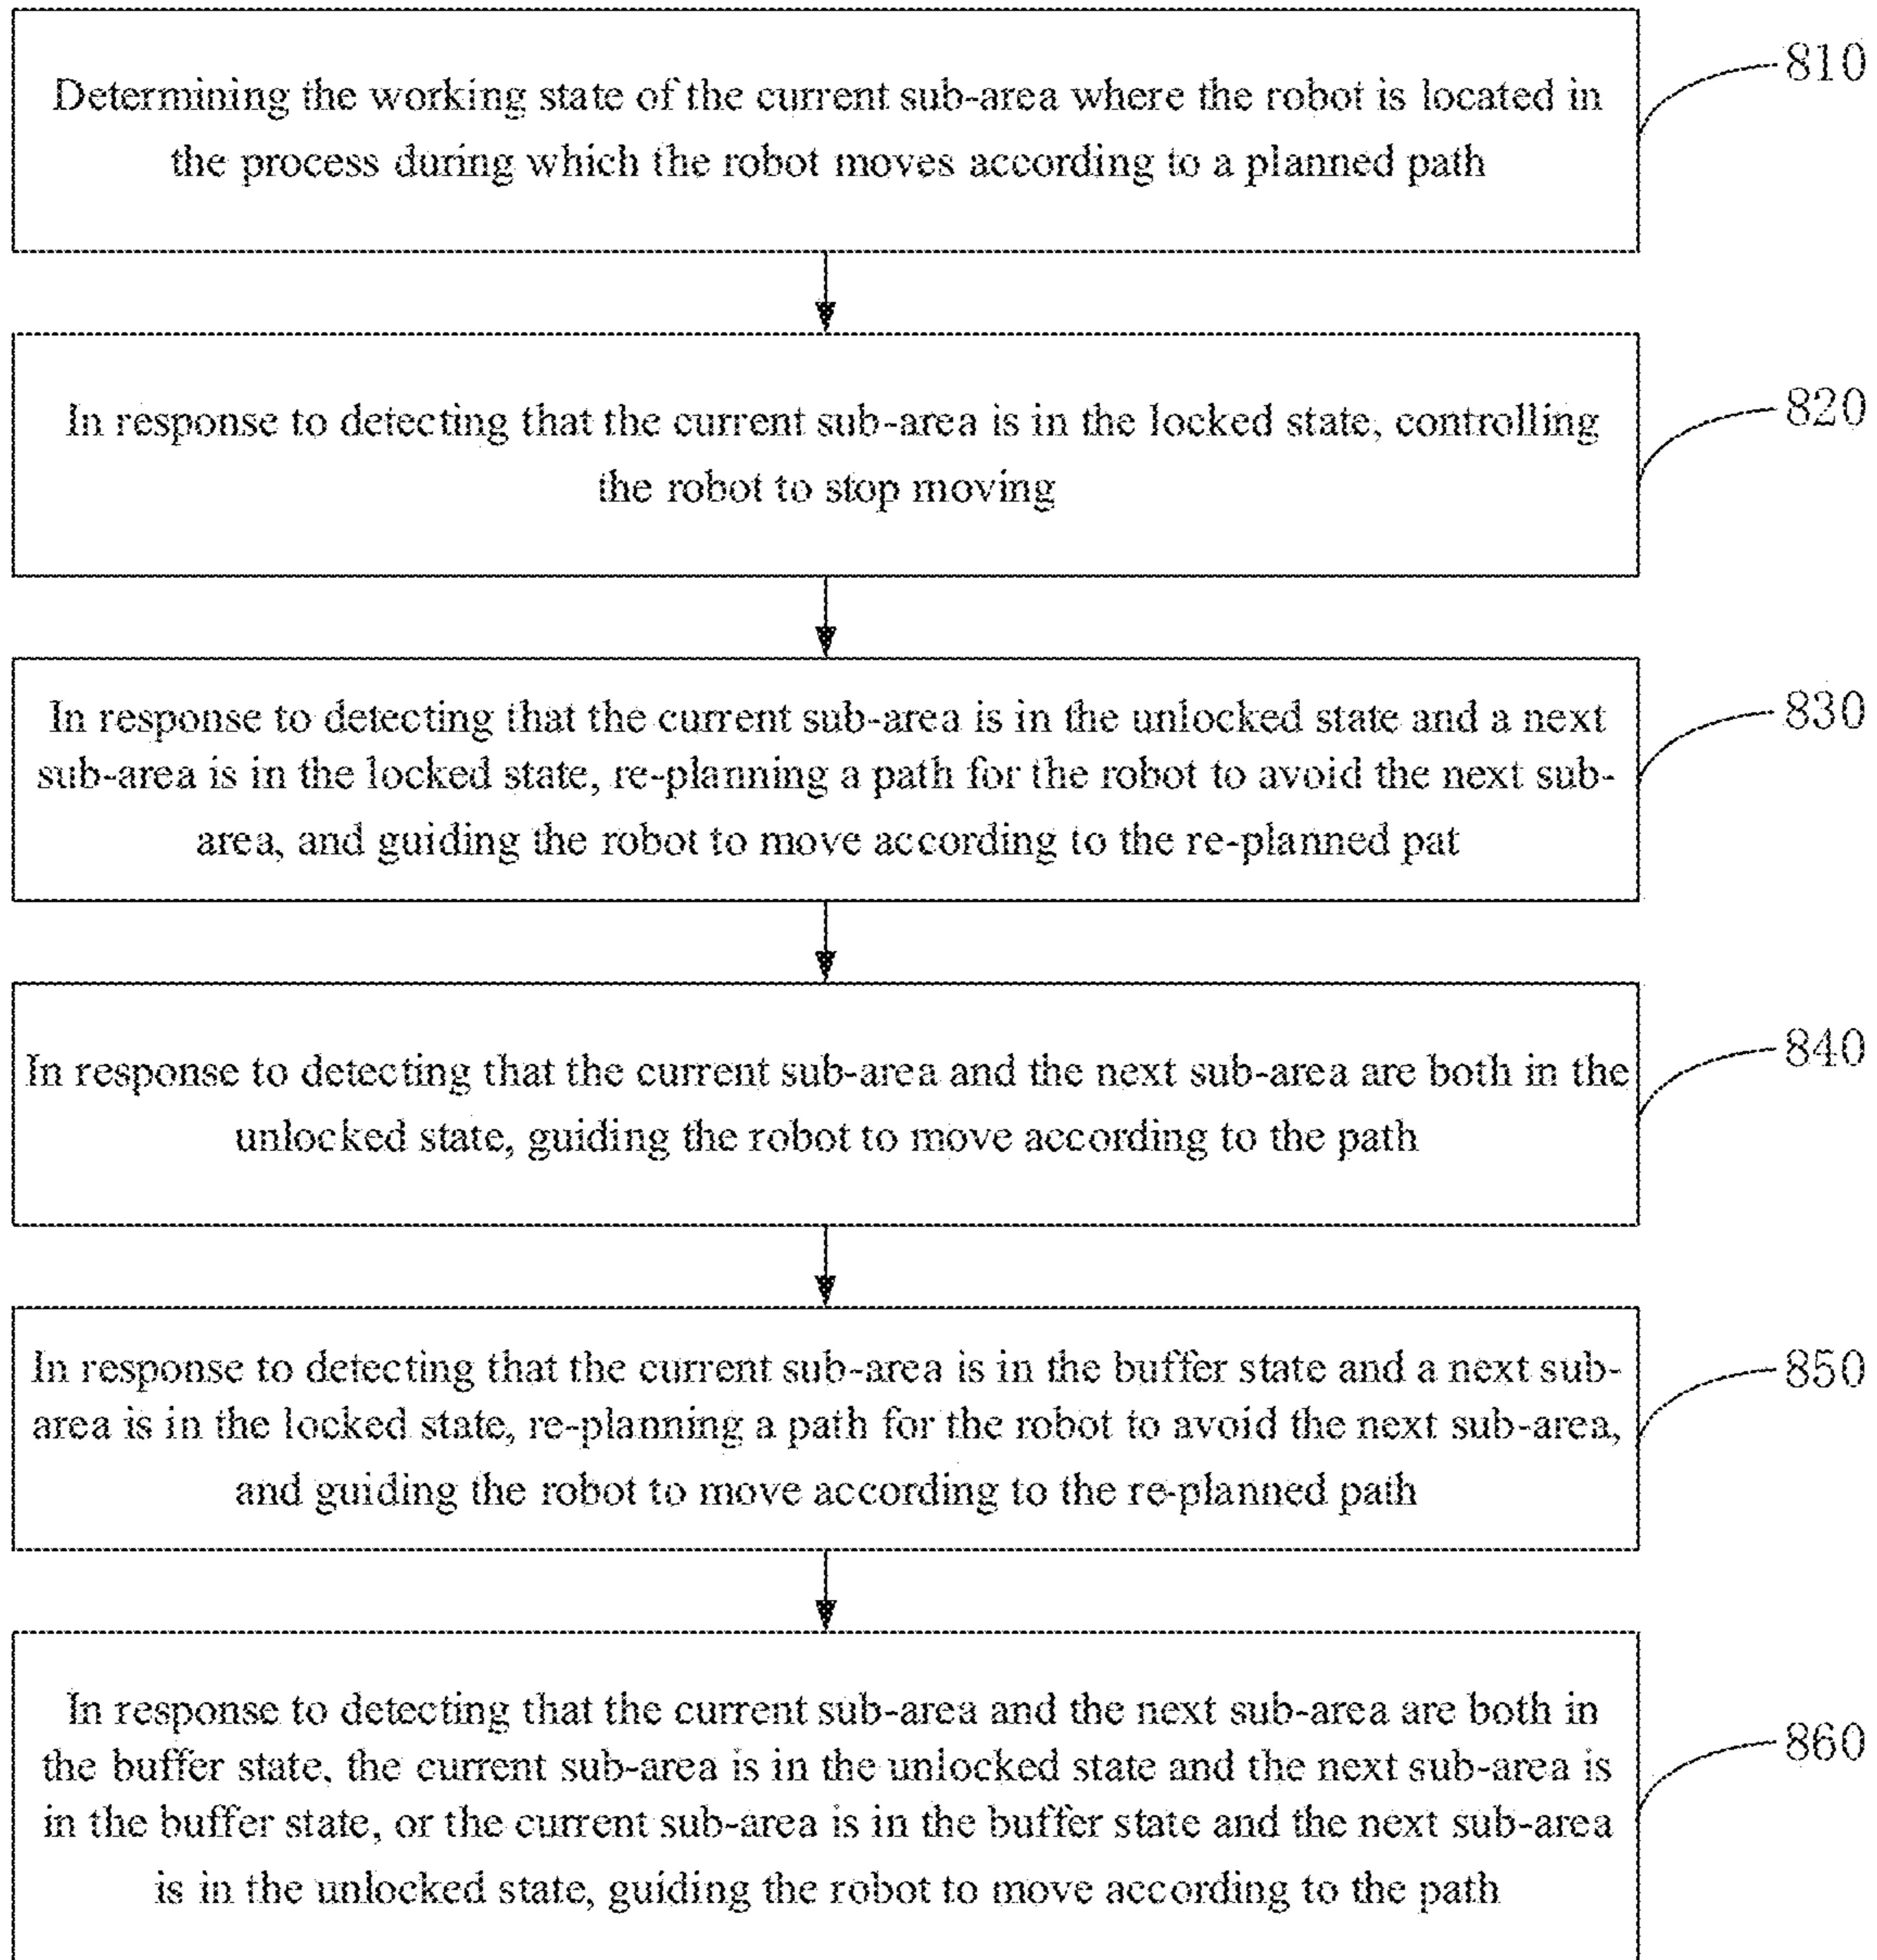 Determining the working state of the current sub-area where the robot is located in
the process during which the robot moves according to a planned path
810
In response to detecting that the current sub-area is in the locked state, controlling
the robot to stop moving
820
In response to detecting that the current sub-area is in the unlocked state and a next
sub-area is in the locked state, re-planning a path for the robot to avoid the next sub-
area, and guiding the robot to move according to the re-planned pat
830
In response to detecting that the current sub-area and the next sub-area are both in the
unlocked state, guiding the robot to move according to the path
840
In response to detecting that the current sub-area is in the buffer state and a next sub-
area is in the locked state, re-planning a path for the robot to avoid the next sub-area,
and guiding the robot to move according to the re-planned path
850
In response to detecting that the current sub-area and the next sub-area are both in
the buffer state, the current sub-area is in the unlocked state and the next sub-area is
in the buffer state, or the current sub-area is in the buffer state and the next sub-area
is in the unlocked state, guiding the robot to move according to the path
860